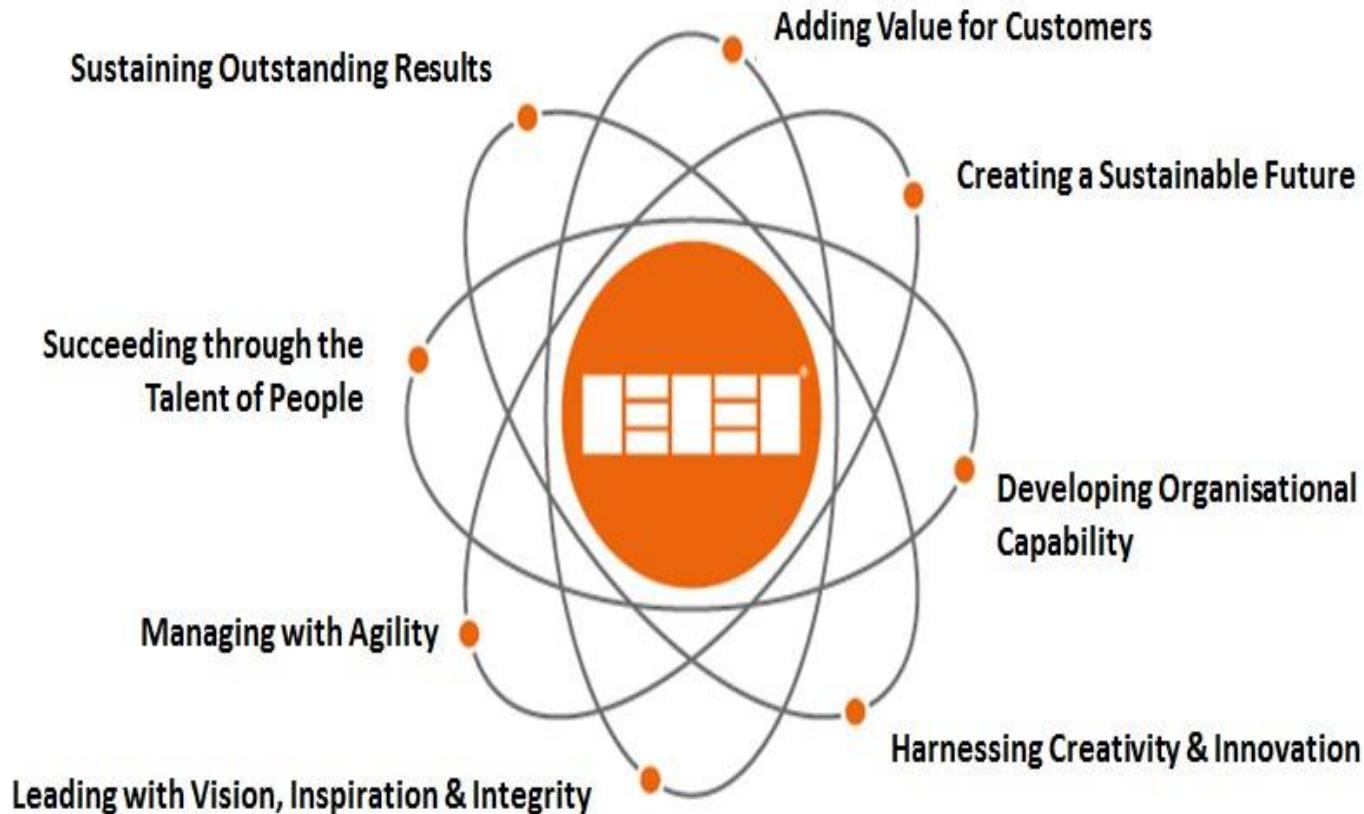 Adding Value for Customers
Sustaining Outstanding Results
Creating a Sustainable Future
Succeeding through the
Talent of People
Developing Organisational
Capability
Managing with Agility
Harnessing Creativity & Innovation
Leading with Vision, Inspiration & Integrity